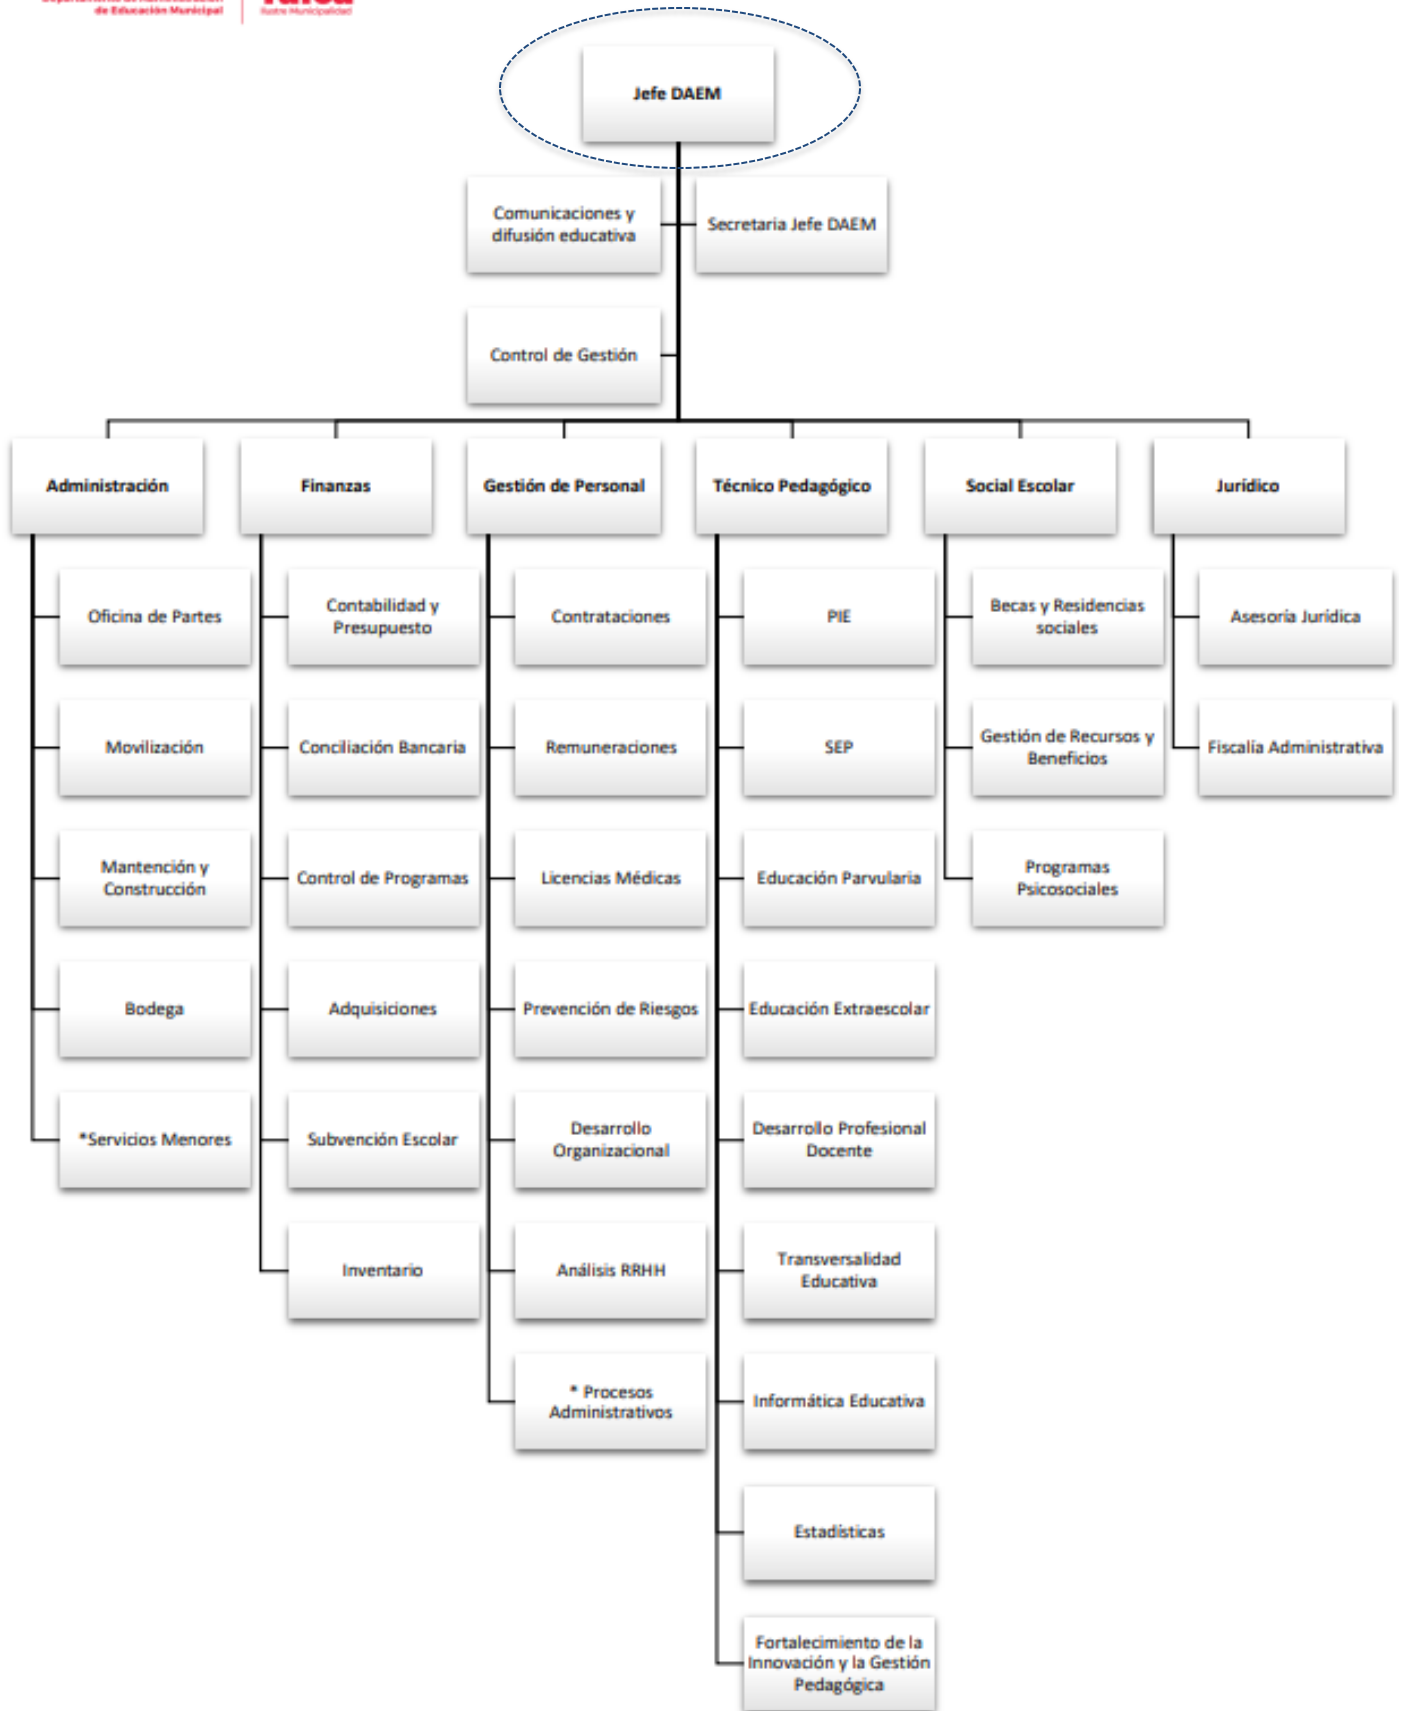 de Educación Municipal
Ilustre Municipalidad
Jefe DAEM
Comunicaciones y
difusión educativa
Secretaria Jefe DAEM
Control de Gestión
Administración
Finanzas
Gestión de Personal
Técnico Pedagógico
Social Escolar
Jurídico
Oficina de Partes
Movilización
Mantención y
Construcción
Bodega
*Servicios Menores
Contabilidad y
Presupuesto
Conciliación Bancaria
Control de Programas
Adquisiciones
Subvención Escolar
Inventario
Contrataciones
Remuneraciones
Licencias Médicas
Prevención de Riesgos
Desarrollo
Organizacional
Análisis RRHH
* Procesos
Administrativos
PIE
SEP
Educación Parvularia
Educación Extraescolar
Desarrollo Profesional
Docente
Transversalidad
Educativa
Informática Educativa
Estadísticas
Fortalecimiento de la
Innovación y la Gestión
Pedagógica
Becas y Residencias
sociales
Gestión de Recursos y
Beneficios
Programas
Psicosociales
Asesoría Jurídica
Fiscalía Administrativa